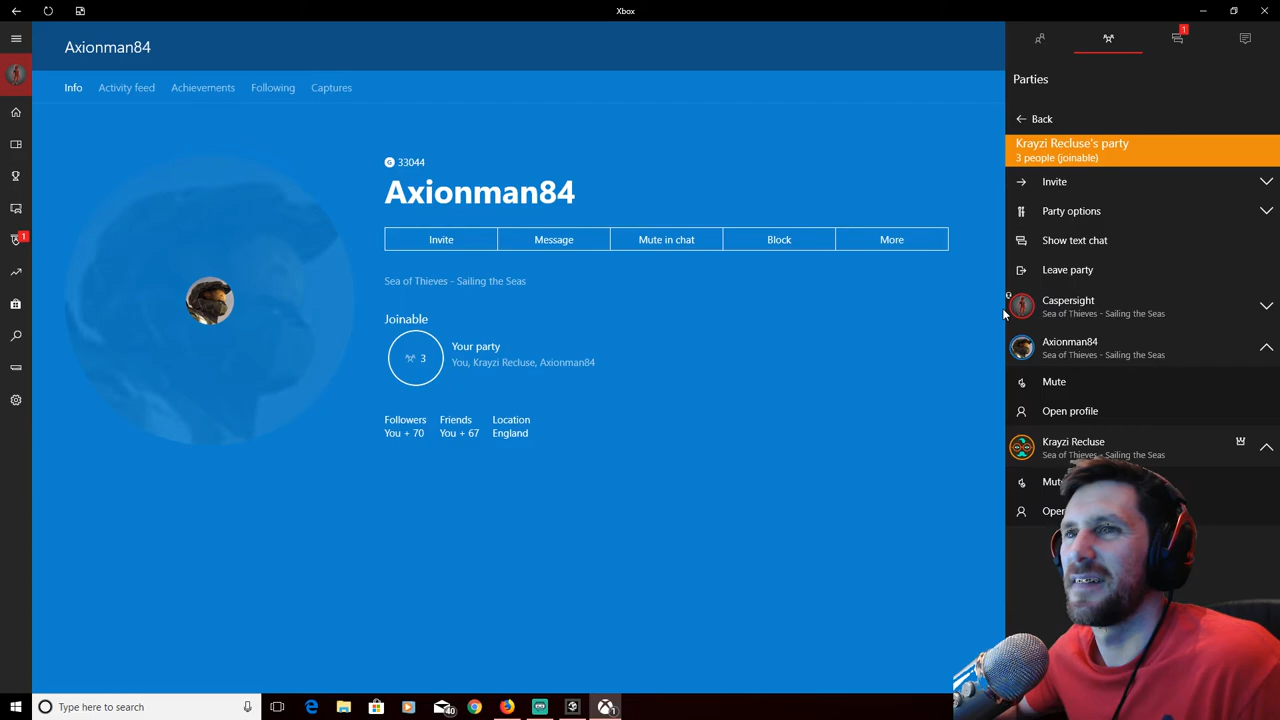 Xbox
Axionman84
Info Achievements Activity feed Following Captures
G 33044
Axionman84
Invite Message Mute in chat Block More
Sea of Thieves - Sailing the Seas
Joinable
3
Your party
You, Krayzi Recluse, Axionman84
Followers Friends Location
You + 70 You + 67 England
1
1
Parties
Back
Krayzi Recluse's party
3 people (joinable)
Invite
Party options
Show text chat
Leave party
Caspersight
Sea of Thieves - Sailing the Seas
Axionman84
Sea of Thieves - Sailing the Seas
Mute
Open profile
Krayzi Recluse
Sea of Thieves - Sailing the Seas
Type here to search
40
1